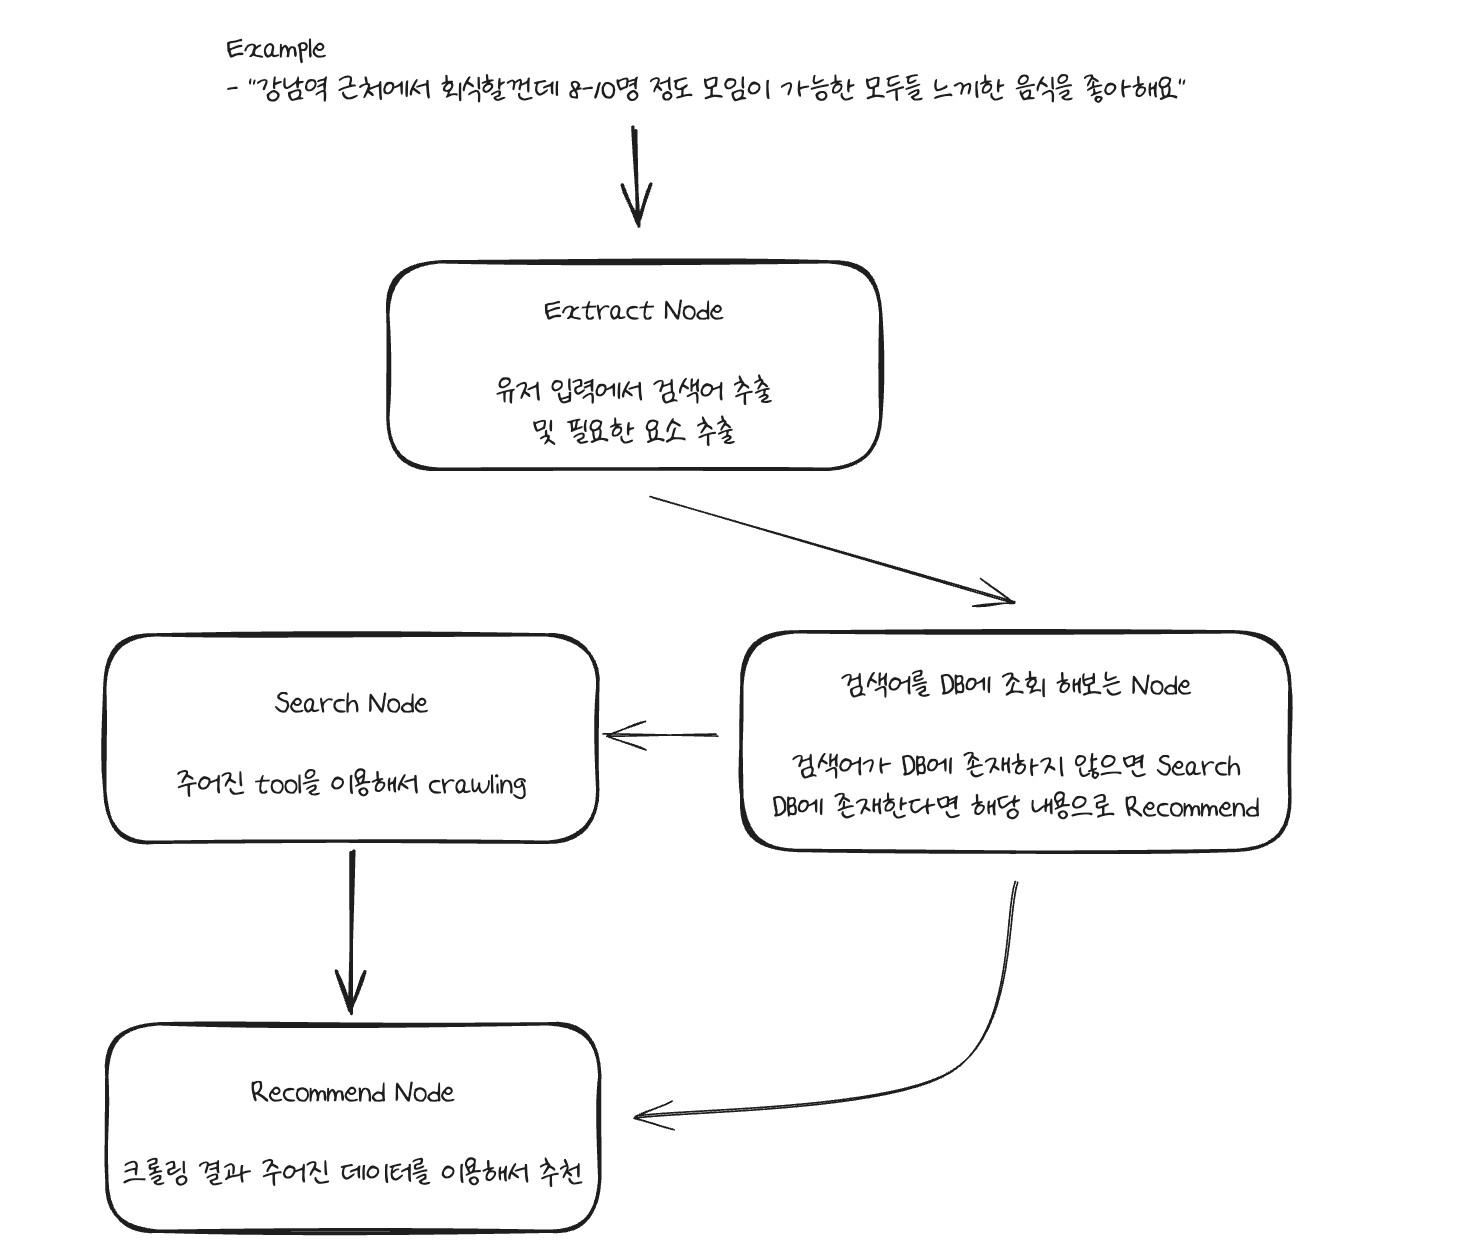 Example
- "강남역 근처에서 회식할껀데 8-10명 정도 모임이 가능한 모두들 느끼한 음식을 좋아해요"
Extract Node
유저 입력에서 검색어 추출
및 필요한 요소 추출
검색어를 DB에 조회 해보는 Node
검색어가 DB에 존재하지 않으면 Search
DB에 존재한다면 해당 내용으로 Recommend
Search Node
주어진 tool을 이용해서 crawling
Recommend Node
크롤링 결과 주어진 데이터를 이용해서 추천